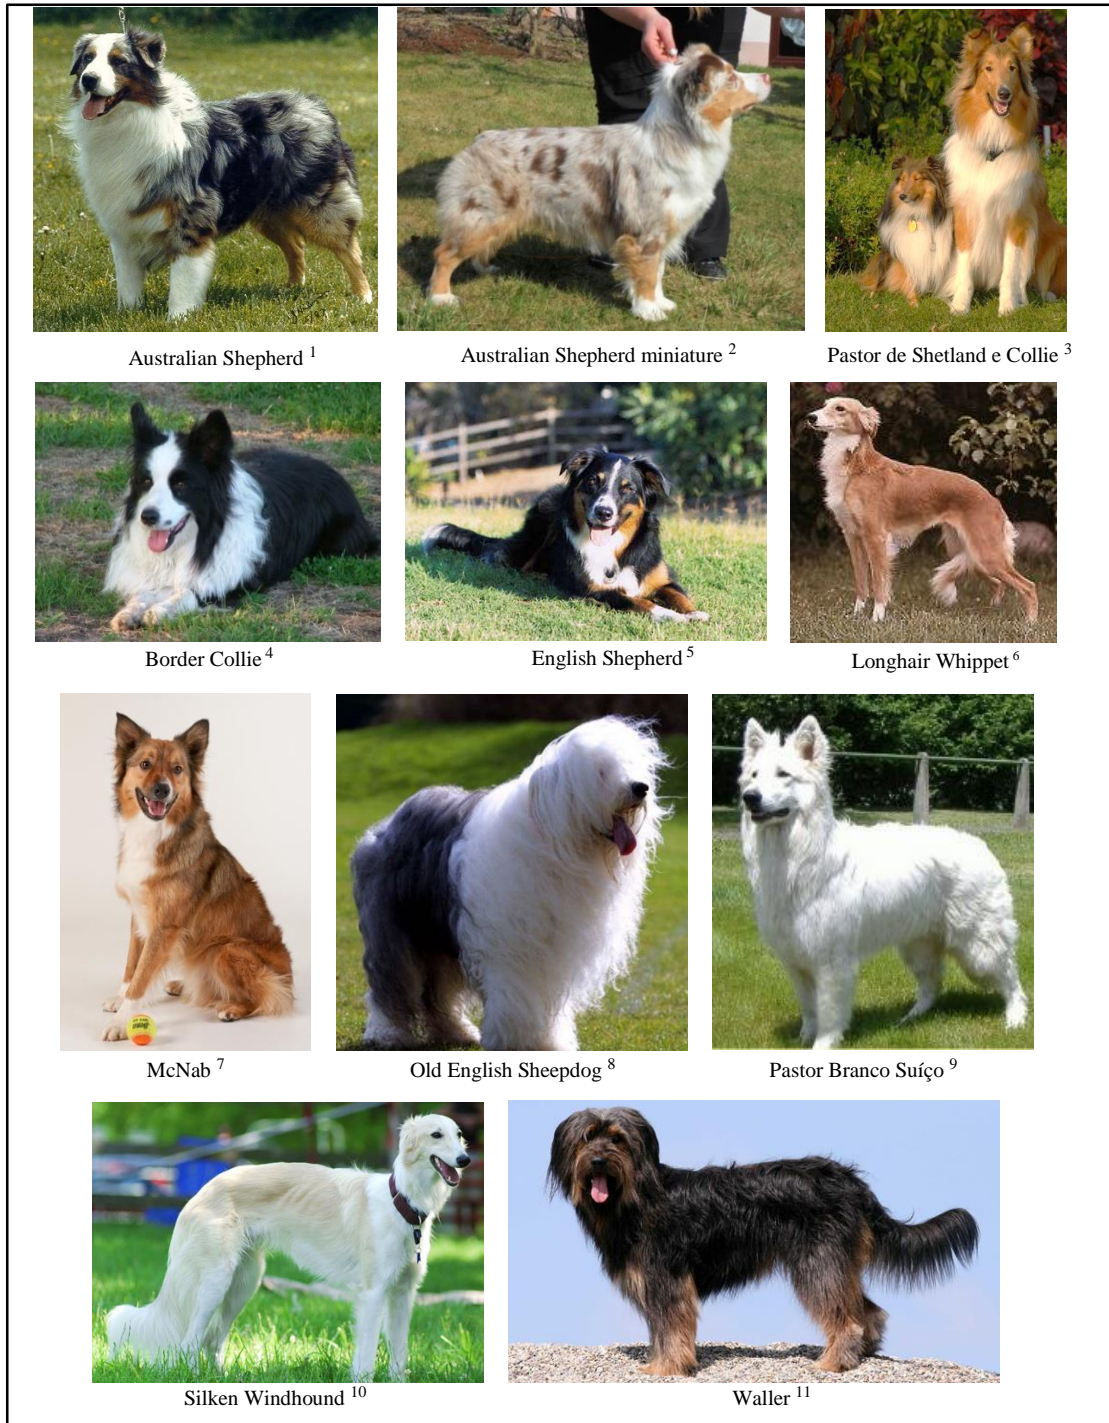 Australian Shepherd 1
Australian Shepherd miniature 2
Pastor de Shetland e Collie 3
Border Collie 4
English Shepherd 5
Longhair Whippet 6
McNab 7
Old English Sheepdog 8
Pastor Branco Suíço 9
Silken Windhound 10
Waller 11